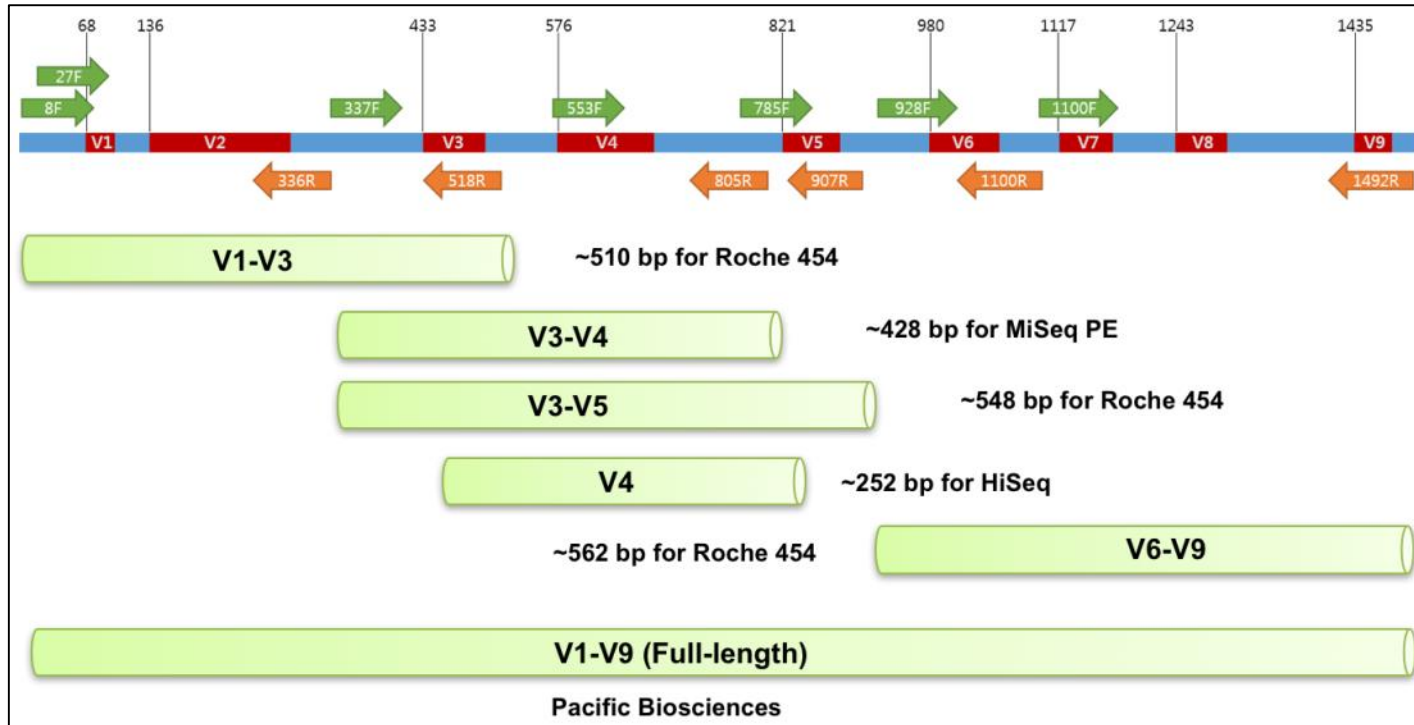 68 136 433 576 821 980 1117 1243 1435
27F
8F 337F 553F 785F 928F 1100F
V1 V2 V3 V4 V5 V6 V7 V8 V9
336R 518R 805R 907R 1100R 1492R
V1-V3 ~510 bp for Roche 454
V3-V4 ~428 bp for MiSeq PE
V3-V5 ~548 bp for Roche 454
V4 ~252 bp for HiSeq
~562 bp for Roche 454 V6-V9
V1-V9 (Full-length)
Pacific Biosciences